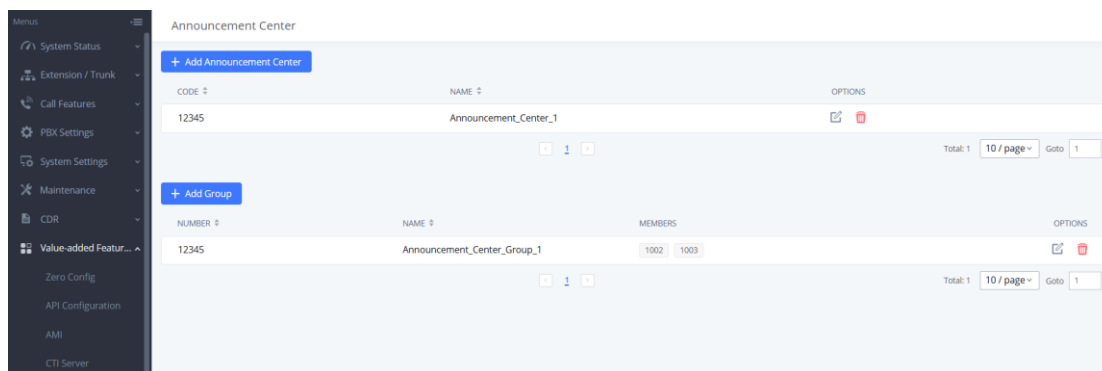 Menus
System Status
Extension / Trunk
Call Features
PBX Settings
System Settings
Maintenance
CDR
Value-added Featur...
Zero Config
API Configuration
AMI
CTI Server
Announcement Center
+ Add Announcement Center
CODE NAME OPTIONS
12345 Announcement_Center_1
1 Total: 1 10 / page Goto 1
+ Add Group
NUMBER NAME MEMBERS OPTIONS
12345 Announcement_Center_Group_1 1002 1003
1 Total: 1 10 / page Goto 1